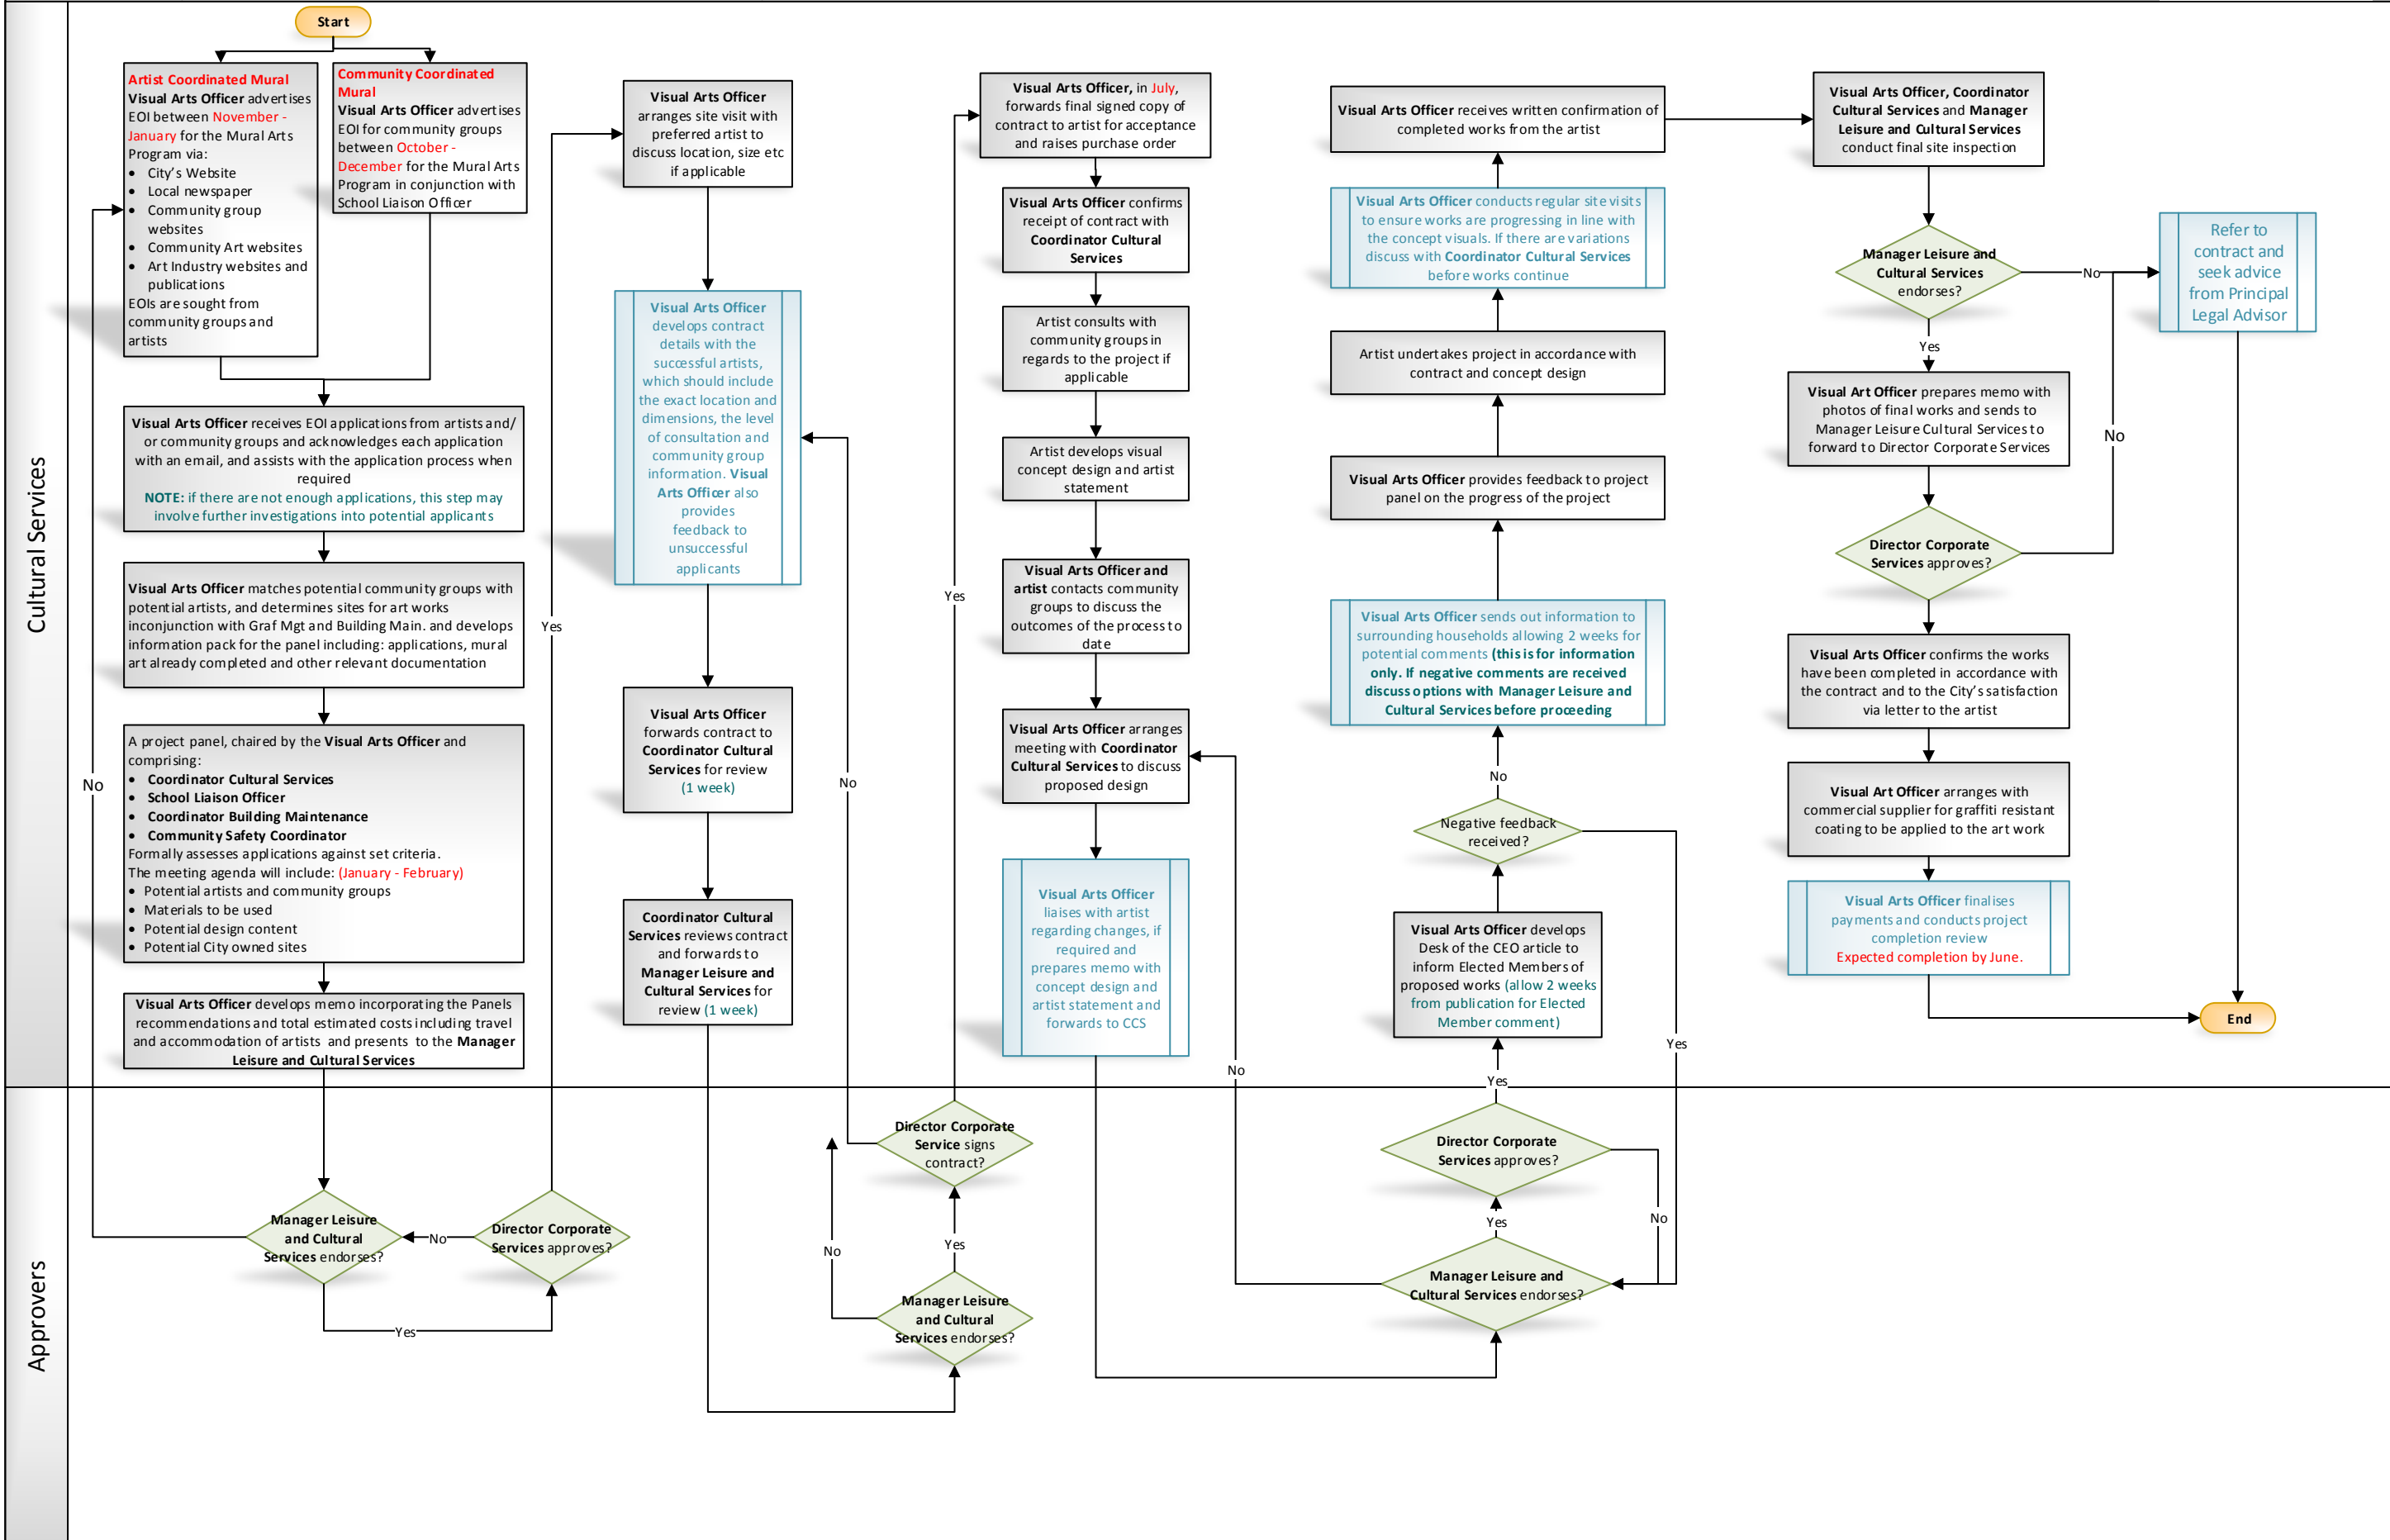 Start
Artist Coordinated Mural
Visual Arts Officer advertises
EOI between November -
January for the Mural Arts
Program via:
• City's Website
• Local newspaper
• Community group
websites
• Community Art websites
• Art Industry websites and
publications
EOIs are sought from
community groups and
artists
Community Coordinated
Mural
Visual Arts Officer advertises
EOI for community groups
between October -
December for the Mural Arts
Program in conjunction with
School Liaison Officer
Visual Arts Officer receives EOI applications from artists and/
or community groups and acknowledges each application
with an email, and assists with the application process when
required
NOTE: if there are not enough applications, this step may
involve further investigations into potential applicants
Visual Arts Officer matches potential community groups with
potential artists, and determines sites for art works
inconjunction with Graf Mgt and Building Main. and develops
information pack for the panel including: applications, mural
art already completed and other relevant documentation
A project panel, chaired by the Visual Arts Officer and
comprising:
• Coordinator Cultural Services
• School Liaison Officer
• Coordinator Building Maintenance
• Community Safety Coordinator
Formally assesses applications against set criteria.
The meeting agenda will include: (January - February)
• Potential artists and community groups
• Materials to be used
• Potential design content
• Potential City owned sites
Visual Arts Officer develops memo incorporating the Panels
recommendations and total estimated costs including travel
and accommodation of artists and presents to the Manager
Leisure and Cultural Services
Manager Leisure
and Cultural
Services endorses?
No
Yes
Director Corporate
Services approves?
No
Yes
Visual Arts Officer
arranges site visit with
preferred artist to
discuss location, size etc
if applicable
Visual Arts Officer
develops contract
details with the
successful artists,
which should include
the exact location and
dimensions, the level
of consultation and
community group
information. Visual
Arts Officer also
provides
feedback to
unsuccessful
applicants
Visual Arts Officer
forwards contract to
Coordinator Cultural
Services for review
(1 week)
Coordinator Cultural
Services reviews contract
and forwards to
Manager Leisure and
Cultural Services for
review (1 week)
Manager Leisure
and Cultural
Services endorses?
No
Yes
Director Corporate
Service signs
contract?
No
Yes
Visual Arts Officer, in July,
forwards final signed copy of
contract to artist for acceptance
and raises purchase order
Visual Arts Officer confirms
receipt of contract with
Coordinator Cultural
Services
Artist consults with
community groups in
regards to the project if
applicable
Artist develops visual
concept design and artist
statement
Visual Arts Officer and
artist contacts community
groups to discuss the
outcomes of the process to
date
Visual Arts Officer arranges
meeting with Coordinator
Cultural Services to discuss
proposed design
Visual Arts Officer
liaises with artist
regarding changes, if
required and
prepares memo with
concept design and
artist statement and
forwards to CCS
Manager Leisure and
Cultural Services endorses?
No
Yes
Director Corporate
Services approves?
No
Yes
Visual Arts Officer develops
Desk of the CEO article to
inform Elected Members of
proposed works (allow 2 weeks
from publication for Elected
Member comment)
Negative feedback
received?
Yes
No
Visual Arts Officer sends out information to
surrounding households allowing 2 weeks for
potential comments (this is for information
only. If negative comments are received
discuss options with Manager Leisure and
Cultural Services before proceeding
Visual Arts Officer provides feedback to project
panel on the progress of the project
Artist undertakes project in accordance with
contract and concept design
Visual Arts Officer conducts regular site visits
to ensure works are progressing in line with
the concept visuals. If there are variations
discuss with Coordinator Cultural Services
before works continue
Visual Arts Officer receives written confirmation of
completed works from the artist
Visual Arts Officer, Coordinator
Cultural Services and Manager
Leisure and Cultural Services
conduct final site inspection
Manager Leisure and
Cultural Services
endorses?
No
Yes
Refer to
contract and
seek advice
from Principal
Legal Advisor
Visual Art Officer prepares memo with
photos of final works and sends to
Manager Leisure Cultural Services to
forward to Director Corporate Services
Director Corporate
Services approves?
No
Visual Arts Officer confirms the works
have been completed in accordance with
the contract and to the City's satisfaction
via letter to the artist
Visual Art Officer arranges with
commercial supplier for graffiti resistant
coating to be applied to the art work
Visual Arts Officer finalises
payments and conducts project
completion review
Expected completion by June.
End
Cultural Services
Approvers